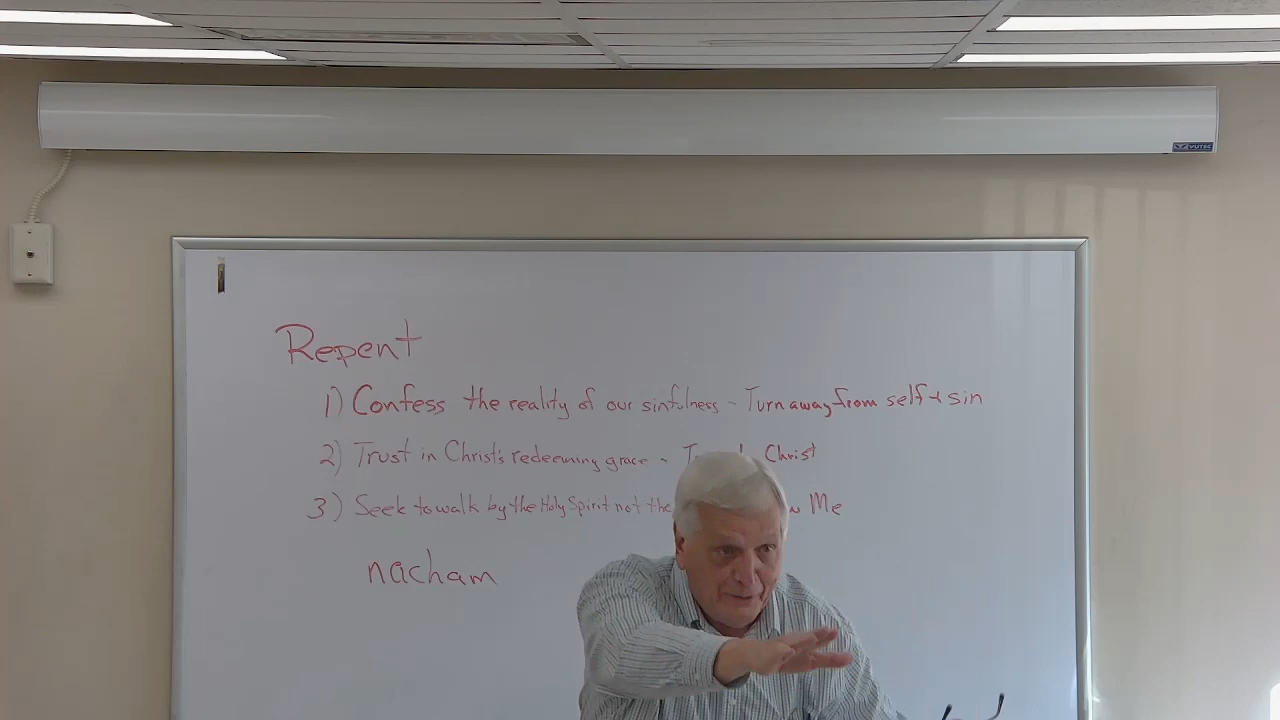 VUTEC
Repent
1) Confess the reality of our sinfulness - Turn away from self & sin
2) Trust in Christ's redeeming grace - Christ
3) Seek to walk by the Holy Spirit not the Me
nacham